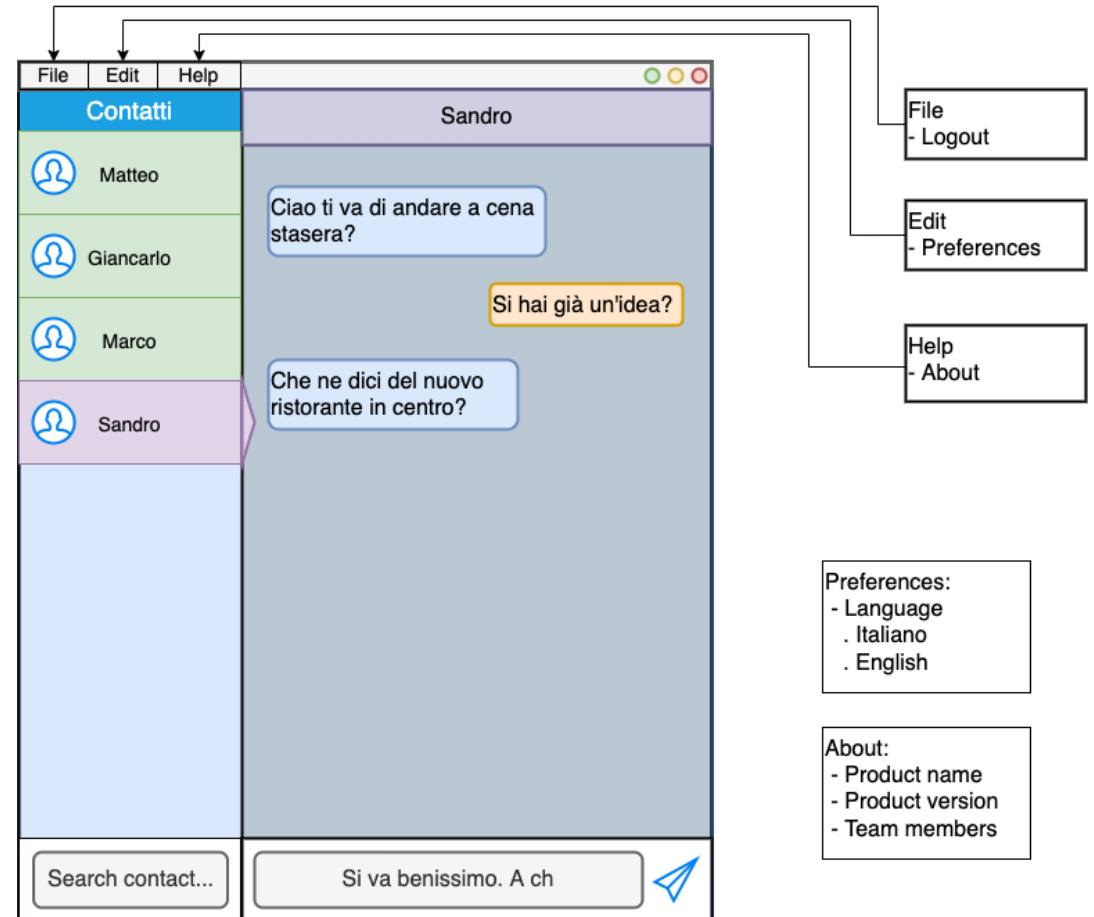 File Edit Help
Contatti
Sandro
Matteo
Giancarlo
Marco
Sandro
Ciao ti va di andare a cena
stasera?
Si hai già un'idea?
Che ne dici del nuovo
ristorante in centro?
Search contact...
Si va benissimo. A ch
File
- Logout
Edit
- Preferences
Help
- About
Preferences:
- Language
. Italiano
. English
About:
- Product name
- Product version
- Team members